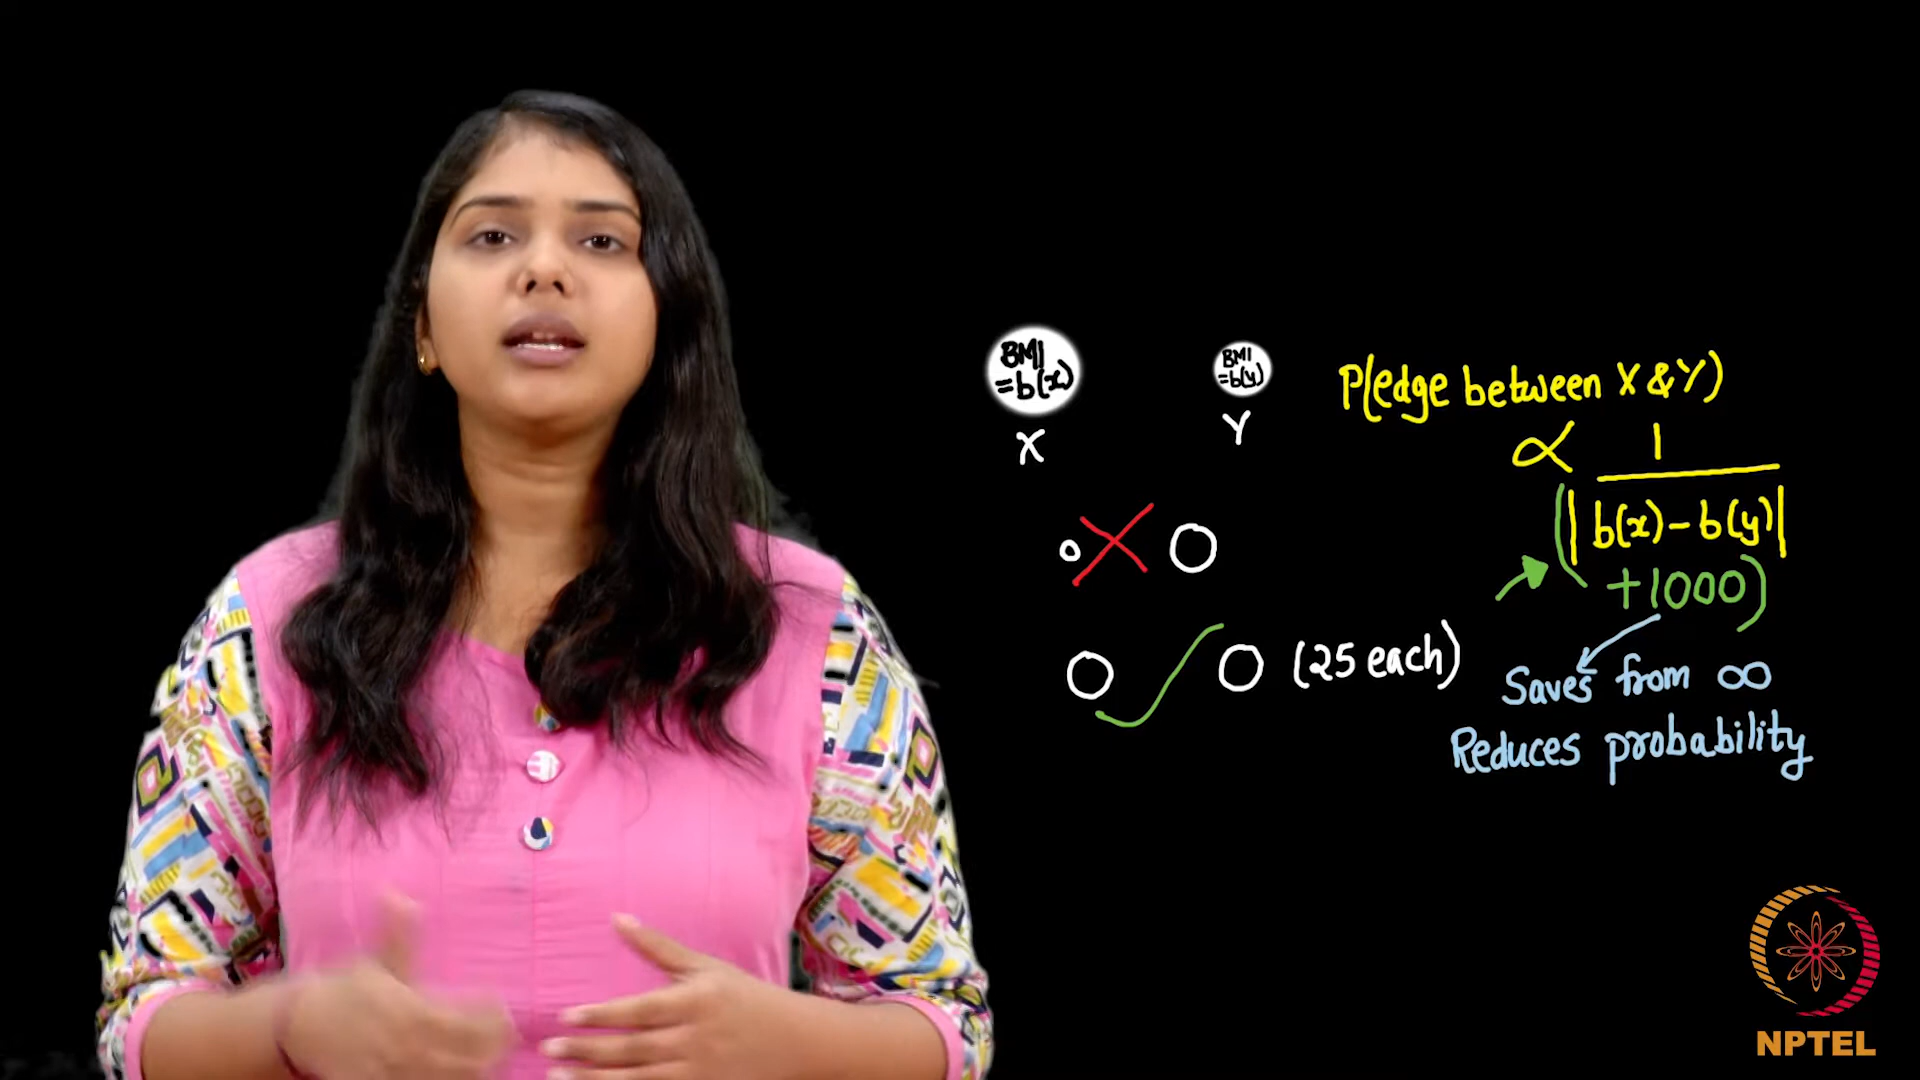 BMI
=b(x)
X
BMI
=b(y)
Y
Pledge between X & Y)
∝ 1
|b(x)-b(y)|
(+1000)
(25 each)
Saves from ∞
Reduces probability
NPTEL